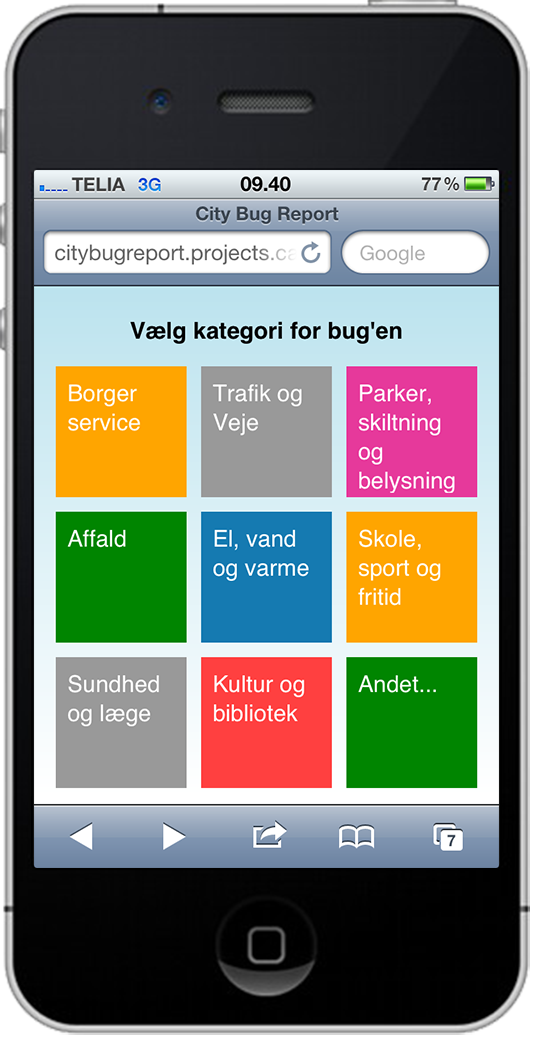 TELIA 3G 09.40 77%
City Bug Report
citybugreport.projects.ca Google
Vælg kategori for bug'en
Borger
service
Trafik og
Veje
Parker,
skiltning
og
belysning
Affald
El, vand
og varme
Skole,
sport og
fritid
Sundhed
og læge
Kultur og
bibliotek
Andet...
7